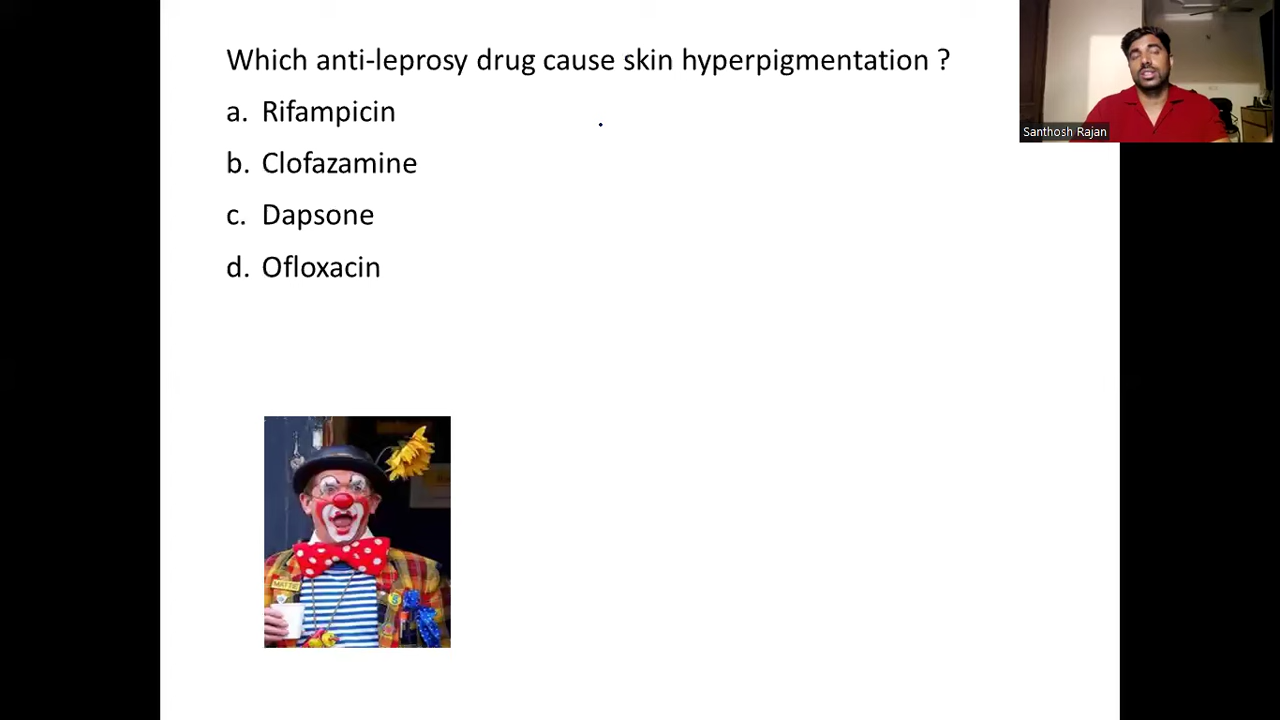 Which anti-leprosy drug cause skin hyperpigmentation ?
a. Rifampicin
b. Clofazamine
c. Dapsone
d. Ofloxacin
Santhosh Rajan